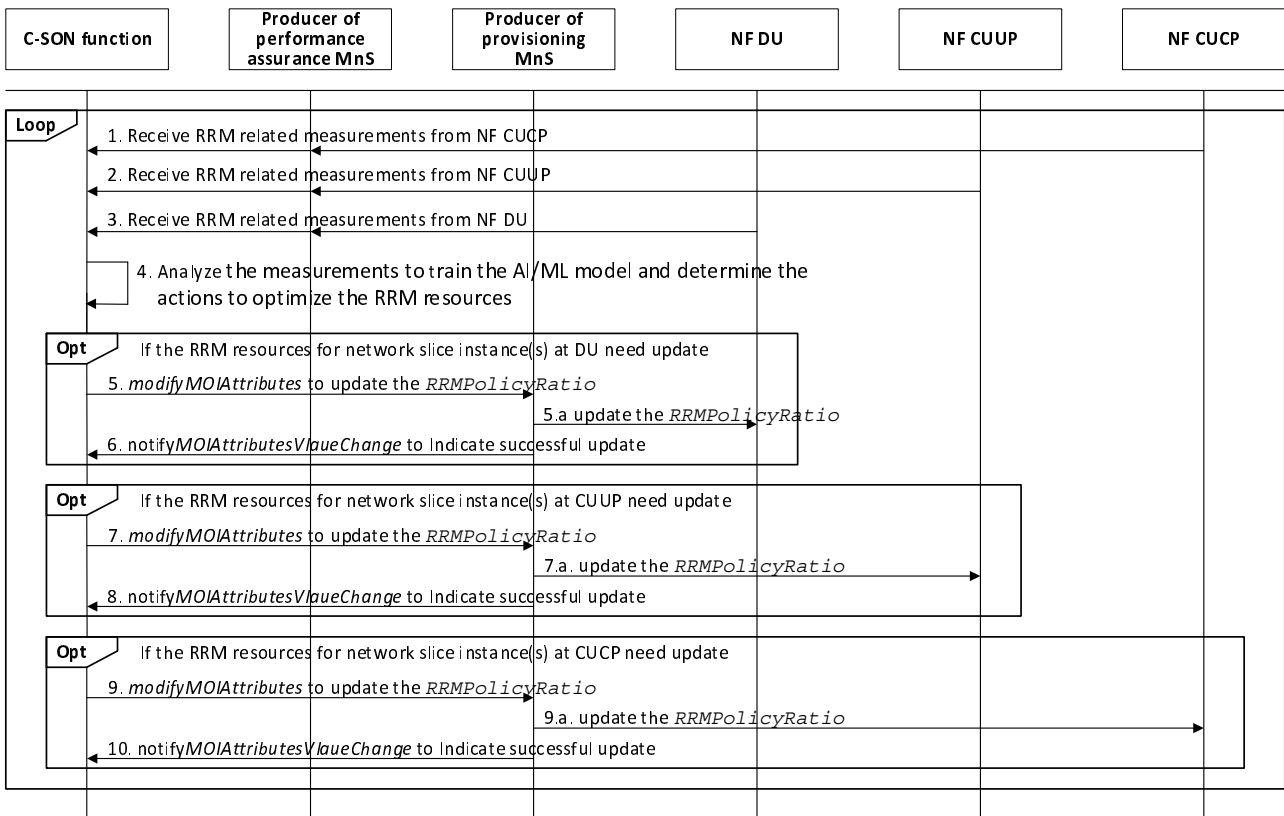 C-SON function
Producer of
performance
assurance MnS
Producer of
provisioning
MnS
NF DU
NF CUUP
NF CUCP
Loop
1. Receive RRM related measurements from NF CUCP
2. Receive RRM related measurements from NF CUUP
3. Receive RRM related measurements from NF DU
4. Analyze the measurements to train the AI/ML model and determine the
actions to optimize the RRM resources
Opt
If the RRM resources for network slice instance(s) at DU need update
5. modifyMOIAttributes to update the RRMPolicyRatio
5.a update the RRMPolicyRatio
6. notifyMOIAttributesVlaueChange to Indicate successful update
Opt
If the RRM resources for network slice instance(s) at CUUP need update
7. modifyMOIAttributes to update the RRMPolicyRatio
7.a. update the RRMPolicyRatio
8. notifyMOIAttributesVlaueChange to Indicate successful update
Opt
If the RRM resources for network slice instance(s) at CUCP need update
9. modifyMOIAttributes to update the RRMPolicyRatio
9.a. update the RRMPolicyRatio
10. notifyMOIAttributesVlaueChange to Indicate successful update